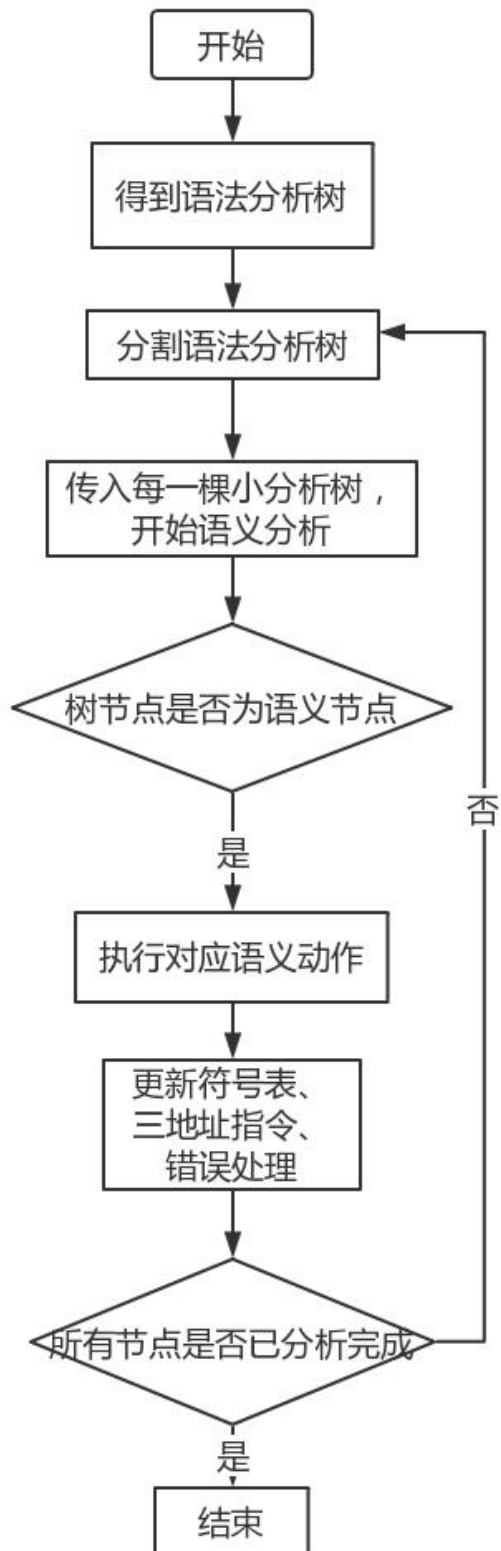 开始
得到语法分析树
分割语法分析树
传入每一棵小分析树，
开始语义分析
树节点是否为语义节点
是
否
执行对应语义动作
更新符号表、
三地址指令、
错误处理
所有节点是否已分析完成
是
结束